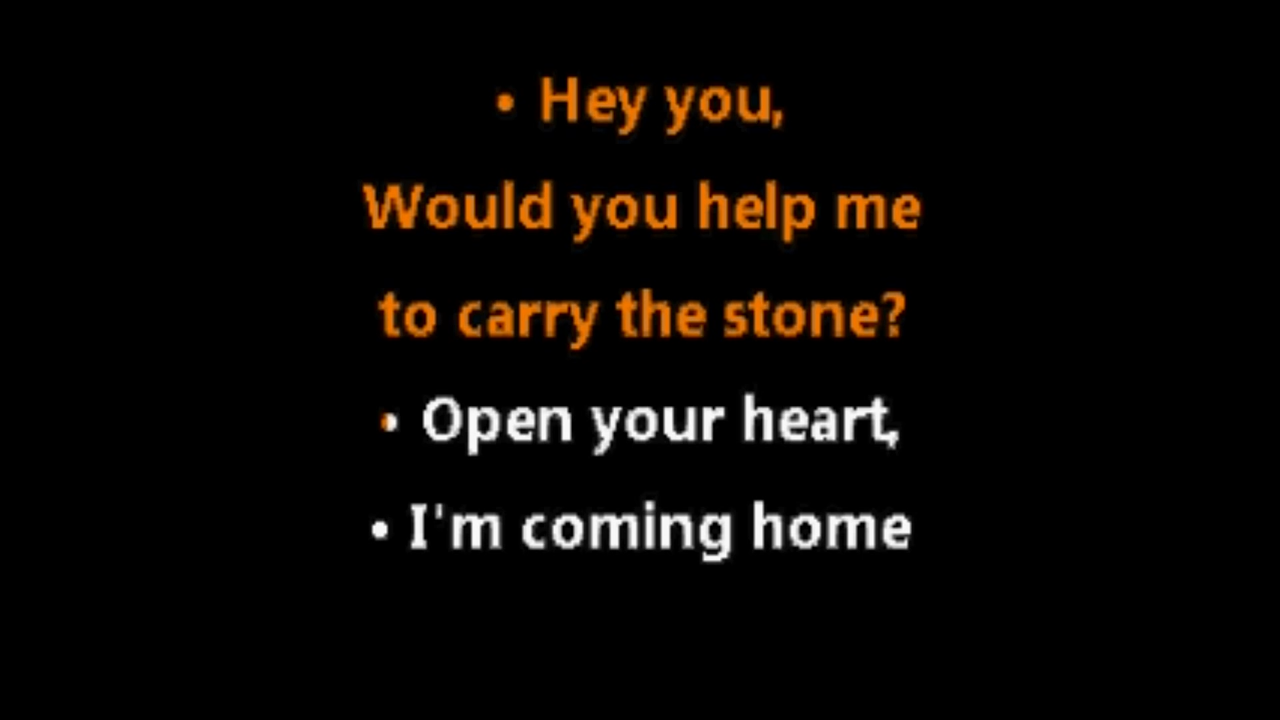 • Hey you,
Would you help me
to carry the stone?
• Open your heart,
• I'm coming home